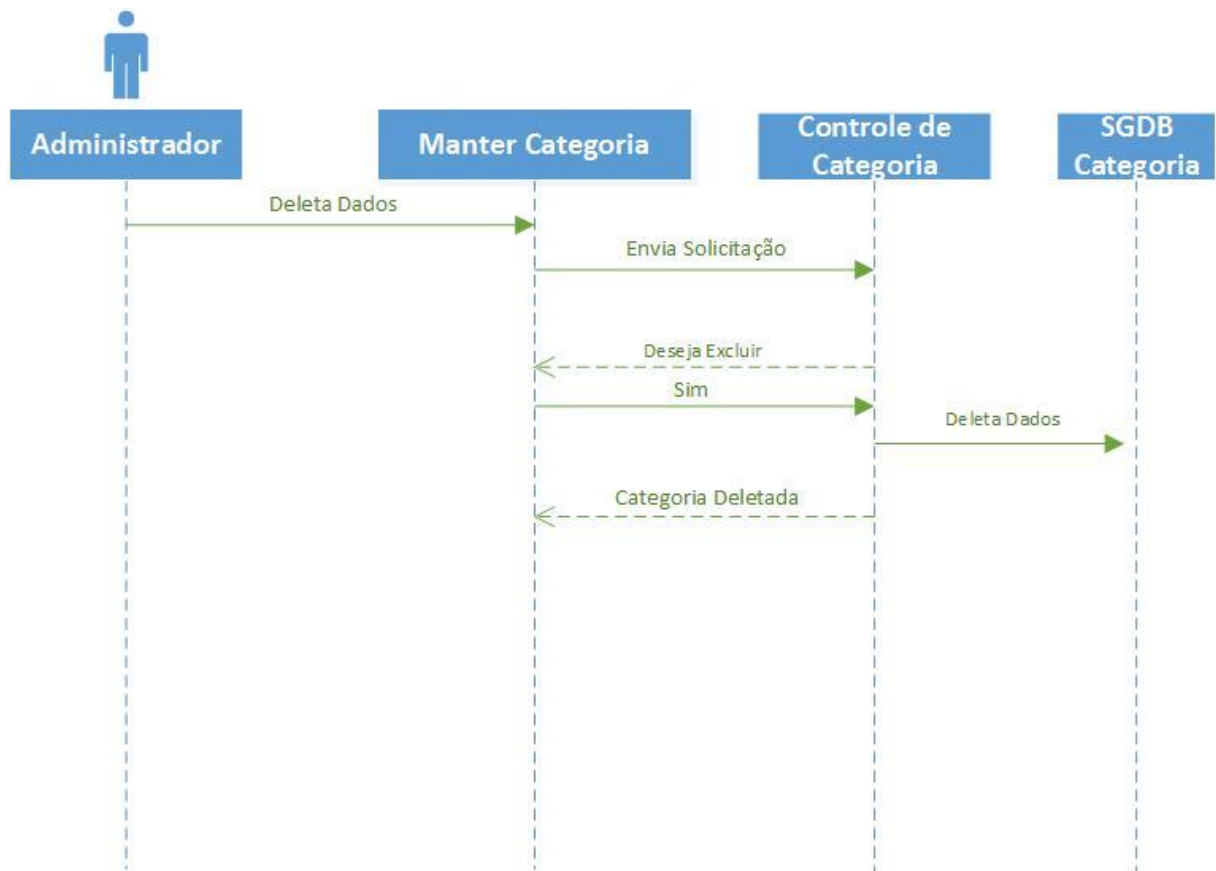 Administrador
Manter Categoria
Controle de
Categoria
SGDB
Categoria
Deleta Dados
Envia Solicitação
Deseja Excluir
Sim
Deleta Dados
Categoria Deletada